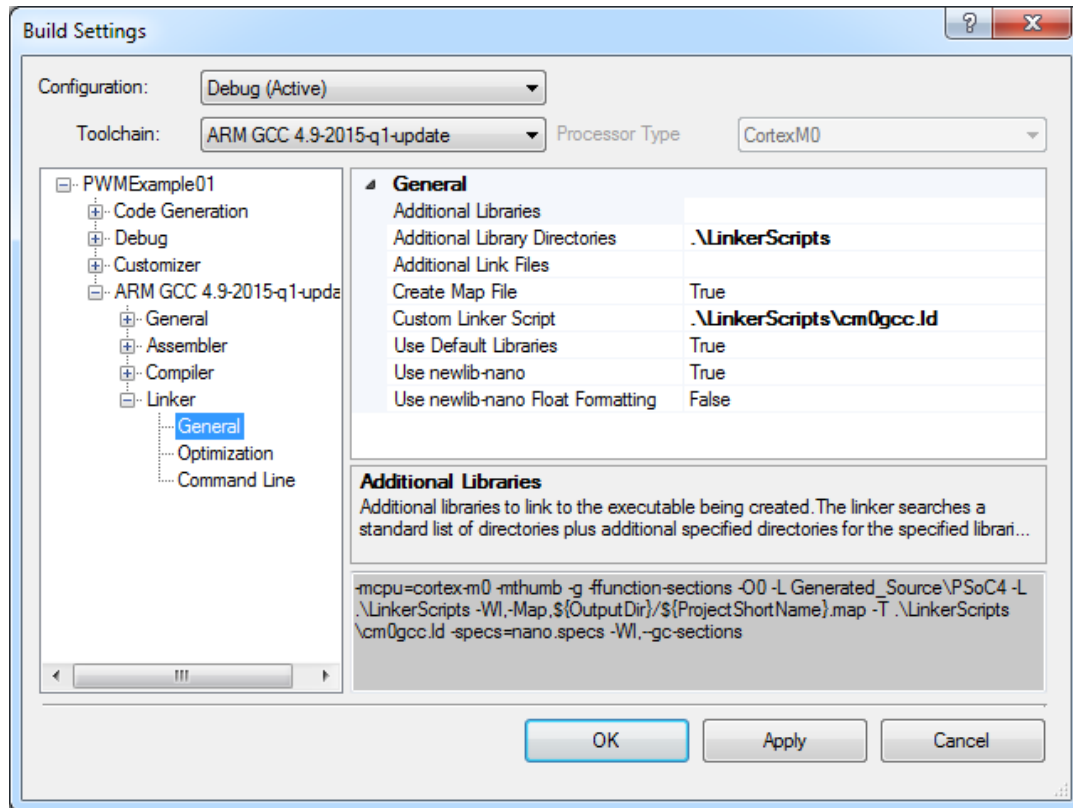 Build Settings
Configuration: Debug (Active)
Toolchain: ARM GCC 4.9-2015-q1-update Processor Type CortexM0
PWMExample01
Code Generation
Debug
Customizer
ARM GCC 4.9-2015-q1-upda
General
Assembler
Compiler
Linker
General
Optimization
Command Line
General
Additional Libraries
Additional Library Directories .\LinkerScripts
Additional Link Files
Create Map File True
Custom Linker Script .\LinkerScripts\cm0gcc.ld
Use Default Libraries True
Use newlib-nano True
Use newlib-nano Float Formatting False
Additional Libraries
Additional libraries to link to the executable being created.The linker searches a
standard list of directories plus additional specified directories for the specified librari...
-mcpu=cortex-m0 -mthumb -g -ffunction-sections -O0 -L Generated_Source\PSoC4 -L
.\LinkerScripts -Wl,-Map,${OutputDir}/${ProjectShortName}.map -T .\LinkerScripts
\cm0gcc.ld -specs=nano.specs -Wl,--gc-sections
OK Apply Cancel